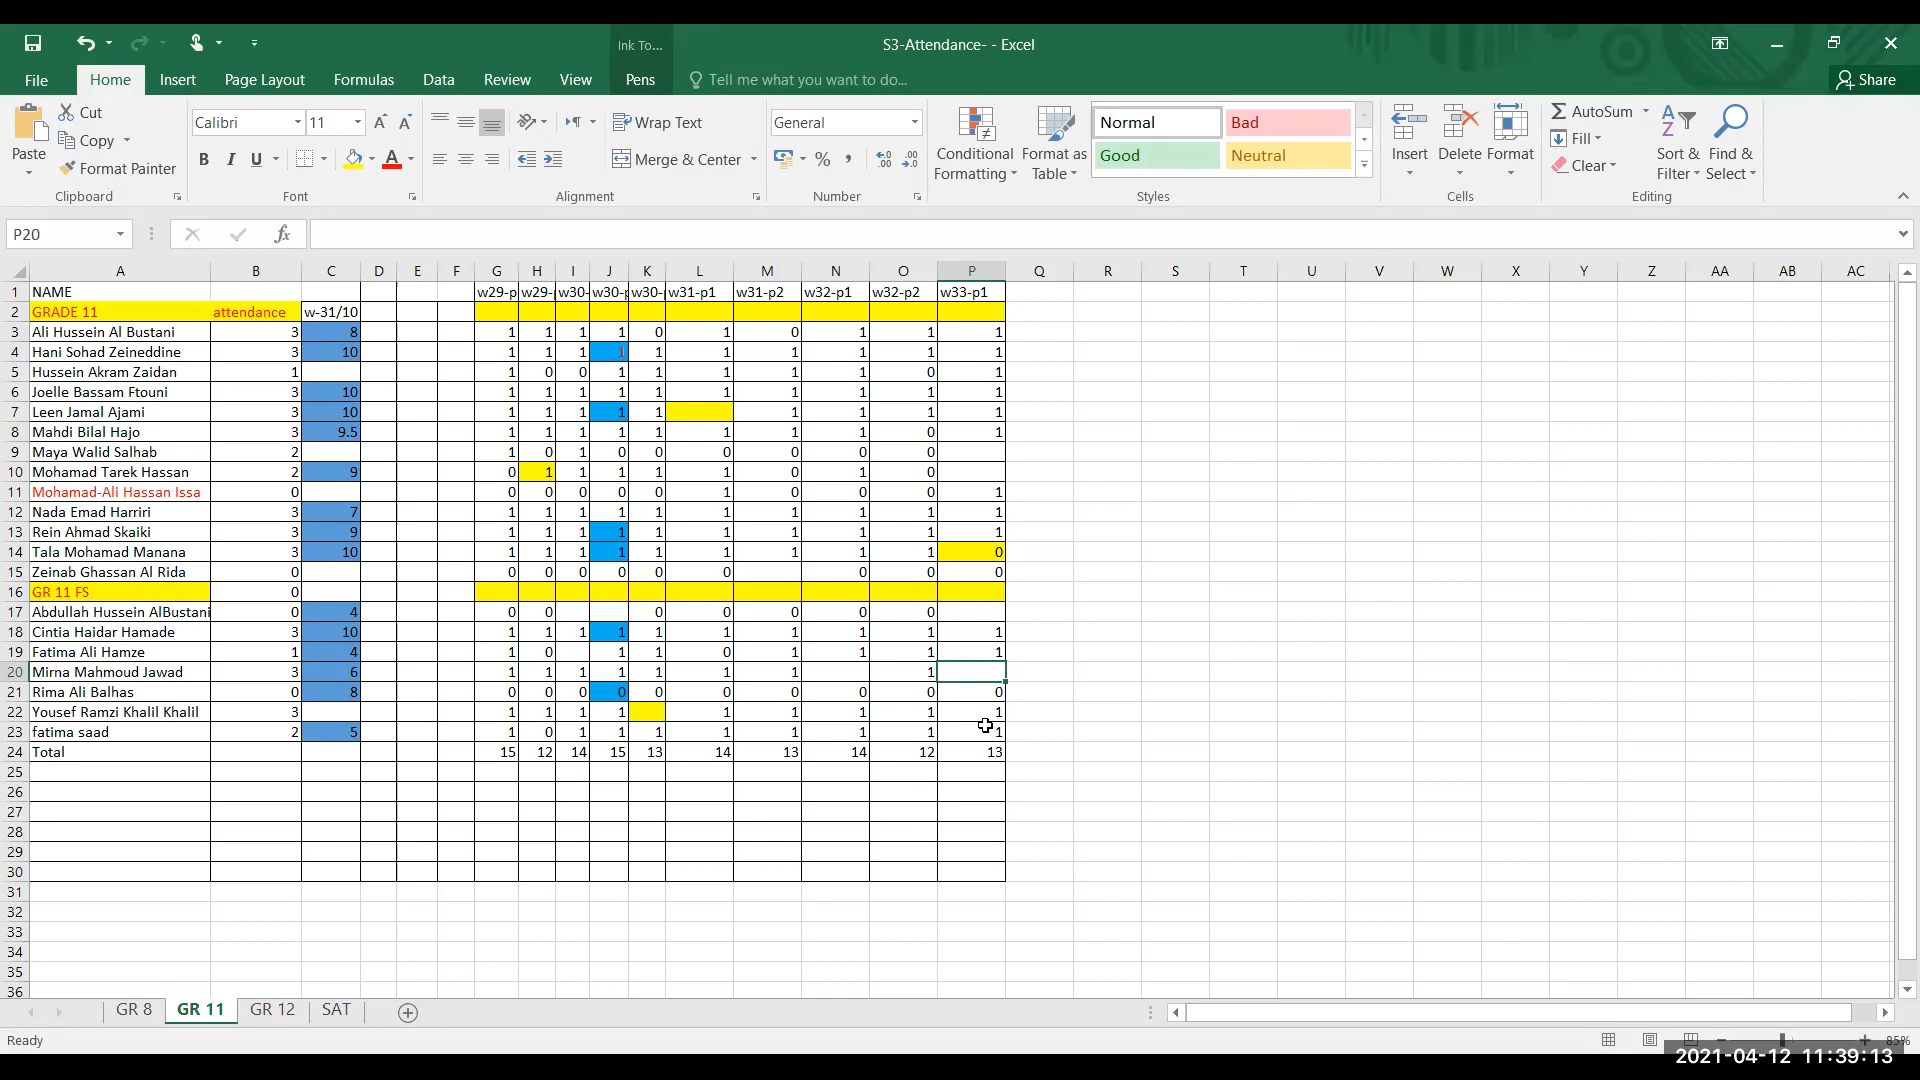 Ink To...
S3-Attendance- - Excel
File Home Insert Page Layout Formulas Data Review View Pens Tell me what you want to do... Share
Paste
Cut
Copy
Format Painter
Clipboard
Calibri 11
B I U
Font
Wrap Text
Merge & Center
Alignment
General
Number
Conditional Formatting
Format as Table
Normal Bad
Good Neutral
Styles
Insert Delete Format
Cells
AutoSum
Fill
Clear
Sort & Filter
Find & Select
Editing
P20 fx
A B C D E F G H I J K L M N O P Q R S T U V W X Y Z AA AB AC
1 NAME w29-p w29- w30- w30-p w30- w31-p1 w31-p2 w32-p1 w32-p2 w33-p1
2 GRADE 11 attendance w-31/10
3 Ali Hussein Al Bustani 3 8 1 1 1 1 0 1 0 1 1 1
4 Hani Sohad Zeineddine 3 10 1 1 1 1 1 1 1 1 1 1
5 Hussein Akram Zaidan 1 1 0 0 1 1 1 1 1 0 1
6 Joelle Bassam Ftouni 3 10 1 1 1 1 1 1 1 1 1 1
7 Leen Jamal Ajami 3 10 1 1 1 1 1 1 1 1 1
8 Mahdi Bilal Hajo 3 9.5 1 1 1 1 1 1 1 1 0 1
9 Maya Walid Salhab 2 1 0 1 0 0 0 0 0 0
10 Mohamad Tarek Hassan 2 9 0 1 1 1 1 1 0 1 0
11 Mohamad-Ali Hassan Issa 0 0 0 0 0 0 1 0 0 0 1
12 Nada Emad Harriri 3 7 1 1 1 1 1 1 1 1 1 1
13 Rein Ahmad Skaiki 3 9 1 1 1 1 1 1 1 1 1 1
14 Tala Mohamad Manana 3 10 1 1 1 1 1 1 1 1 1 0
15 Zeinab Ghassan Al Rida 0 0 0 0 0 0 0 0 0 0
16 GR 11 FS 0
17 Abdullah Hussein AlBustani 0 4 0 0 0 0 0 0 0
18 Cintia Haidar Hamade 3 10 1 1 1 1 1 1 1 1 1 1
19 Fatima Ali Hamze 1 4 1 0 1 1 0 1 1 1 1
20 Mirna Mahmoud Jawad 3 6 1 1 1 1 1 1 1 1
21 Rima Ali Balhas 0 8 0 0 0 0 0 0 0 0 0 0
22 Yousef Ramzi Khalil Khalil 3 1 1 1 1 1 1 1 1 1
23 fatima saad 2 5 1 0 1 1 1 1 1 1 1 1
24 Total 15 12 14 15 13 14 13 14 12 13
25
26
27
28
29
30
31
32
33
34
35
36
GR 8 GR 11 GR 12 SAT
Ready
85%
2021-04-12 11:39:13